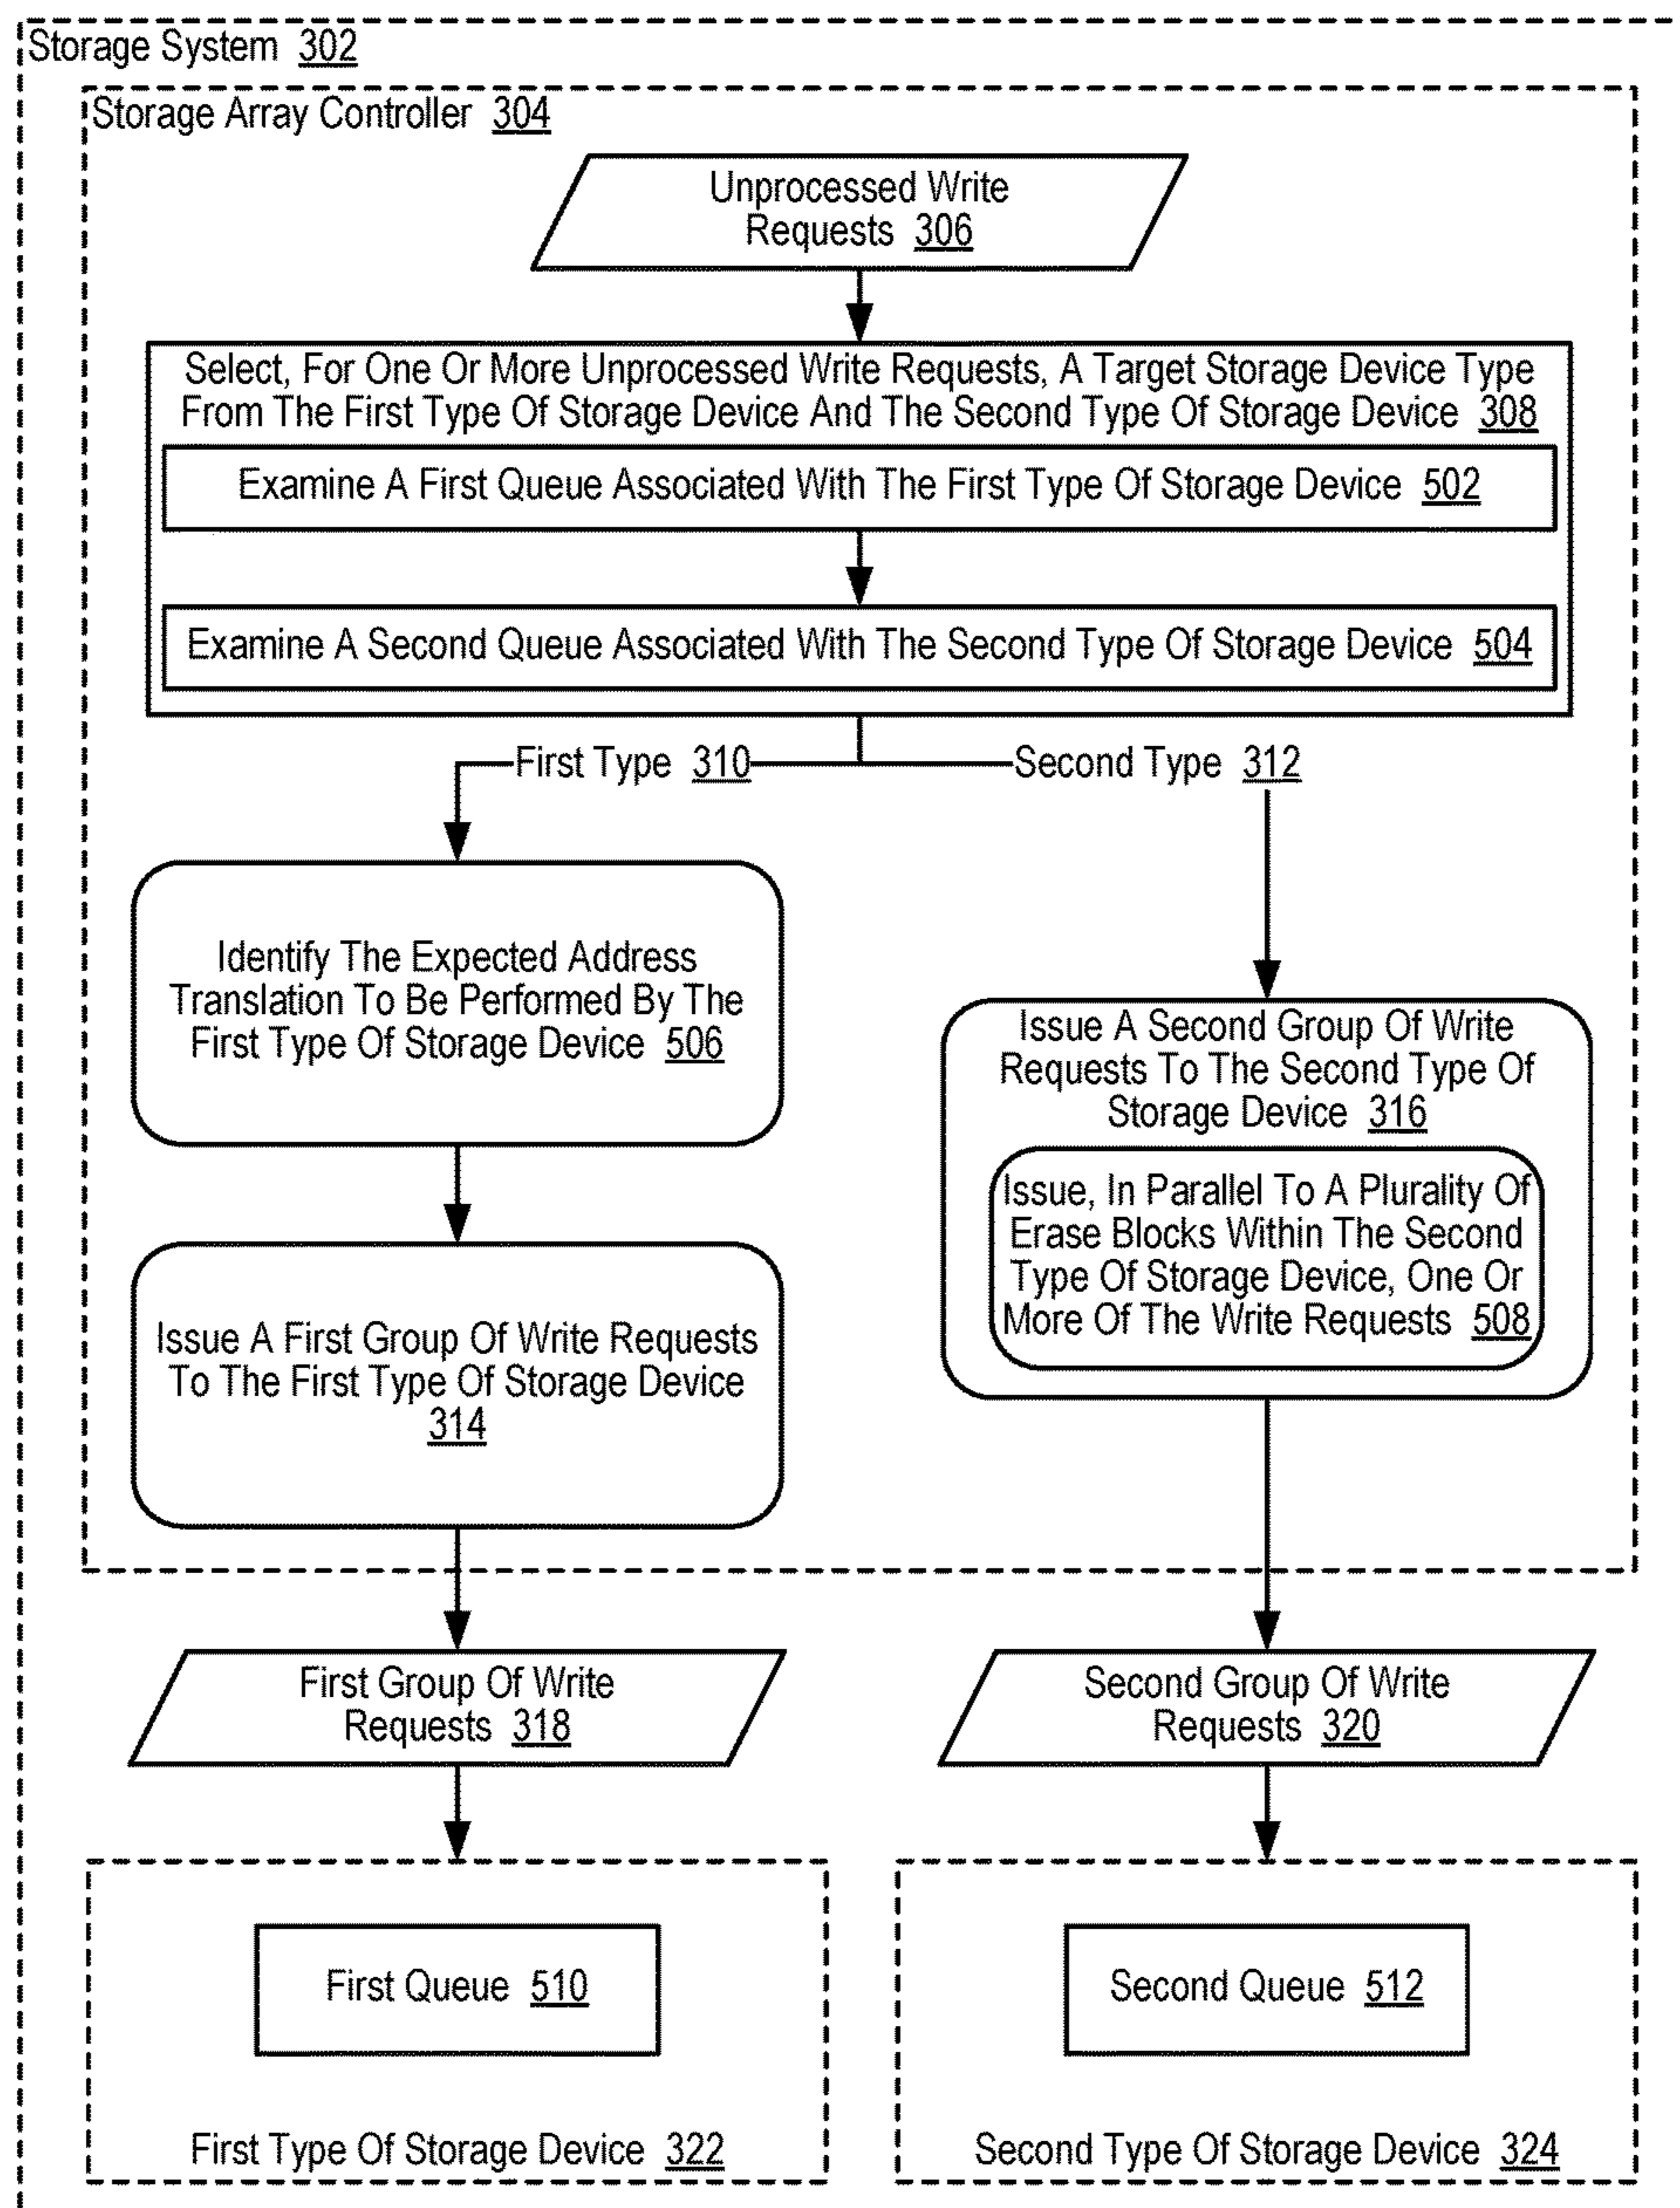 Storage System 302
Storage Array Controller 304
Unprocessed Write
Requests 306
Select, For One Or More Unprocessed Write Requests, A Target Storage Device Type
From The First Type Of Storage Device And The Second Type Of Storage Device 308
Examine A First Queue Associated With The First Type Of Storage Device 502
Examine A Second Queue Associated With The Second Type Of Storage Device 504
First Type 310
Second Type 312
Identify The Expected Address
Translation To Be Performed By The
First Type Of Storage Device 506
Issue A First Group Of Write Requests
To The First Type Of Storage Device
314
Issue A Second Group Of Write
Requests To The Second Type Of
Storage Device 316
Issue, In Parallel To A Plurality Of
Erase Blocks Within The Second
Type Of Storage Device, One Or
More Of The Write Requests 508
First Group Of Write
Requests 318
Second Group Of Write
Requests 320
First Queue 510
First Type Of Storage Device 322
Second Queue 512
Second Type Of Storage Device 324